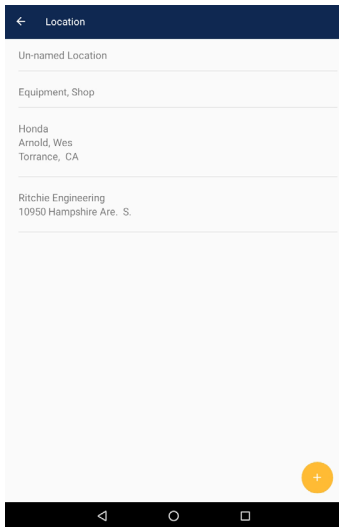 Location
Un-named Location
Equipment, Shop
Honda
Arnold, Wes
Torrance, CA
Ritchie Engineering
10950 Hampshire Are. S.
+